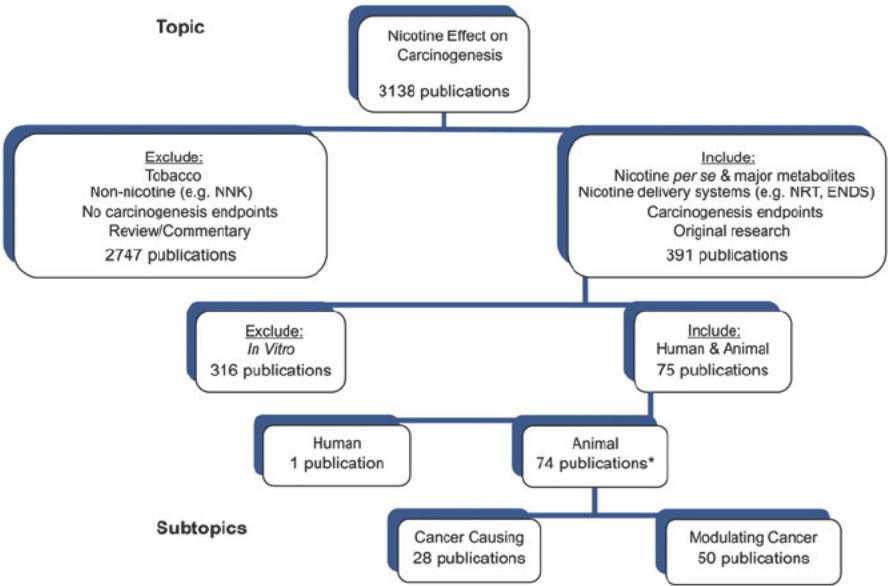 Topic
Nicotine Effect on
Carcinogenesis
3138 publications
Exclude:
Tobacco
Non-nicotine (e.g. NNK)
No carcinogenesis endpoints
Review/Commentary
2747 publications
Include:
Nicotine per se & major metabolites
Nicotine delivery systems (e.g. NRT, ENDS)
Carcinogenesis endpoints
Original research
391 publications
Exclude:
In Vitro
316 publications
Include:
Human & Animal
75 publications
Human
1 publication
Animal
74 publications*
Subtopics
Cancer Causing
28 publications
Modulating Cancer
50 publications